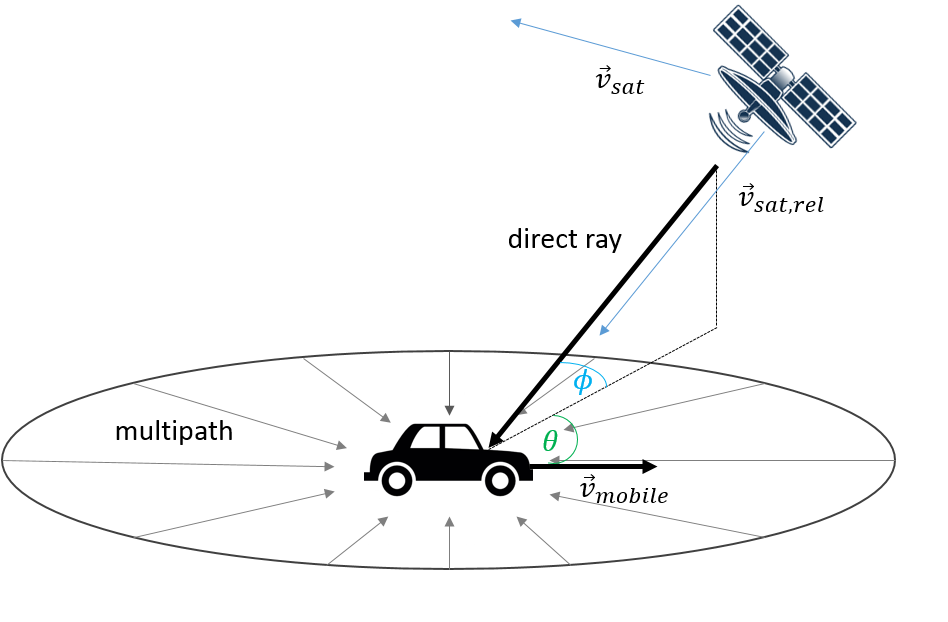 v⃗sat
v⃗sat,rel
direct ray
ϕ
multipath
θ
v⃗mobile